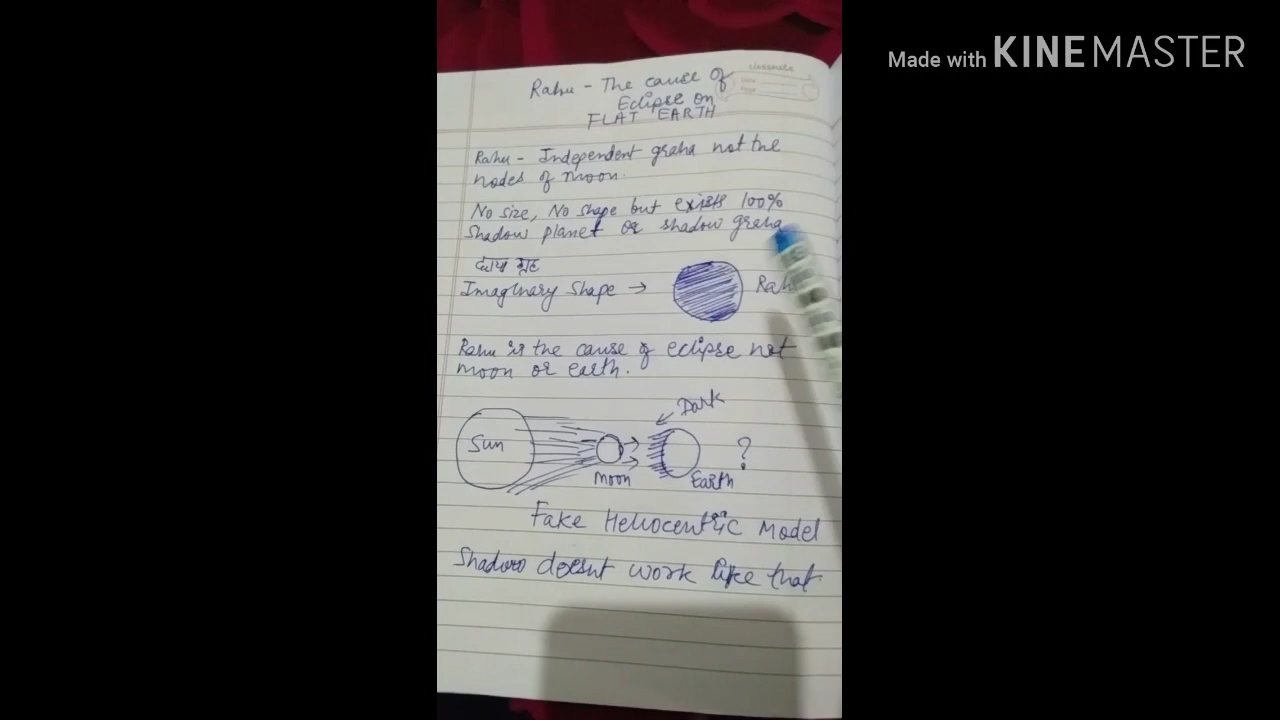 Made with KINEMASTER
classmate
Rahu - The cause of
Eclipse on
FLAT EARTH
Rahu - Independent graha not the
nodes of moon.
No size, No shape but exists 100%
Shadow planet or shadow graha
छाया ग्रह
Imaginary Shape → Rahu
Rahu is the cause of eclipse not
moon or earth.
Dark
Sun
?
Moon
Earth
Fake Heliocentric Model
Shadow doesnt work like that